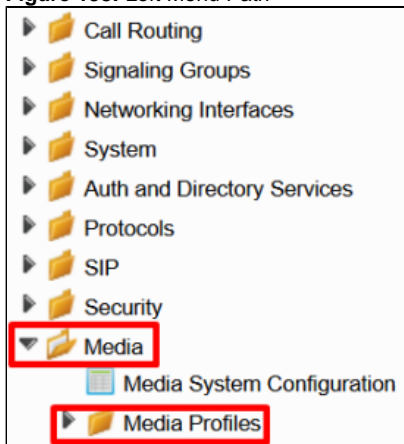 Call Routing
Signaling Groups
Networking Interfaces
System
Auth and Directory Services
Protocols
SIP
Security
Media
Media System Configuration
Media Profiles